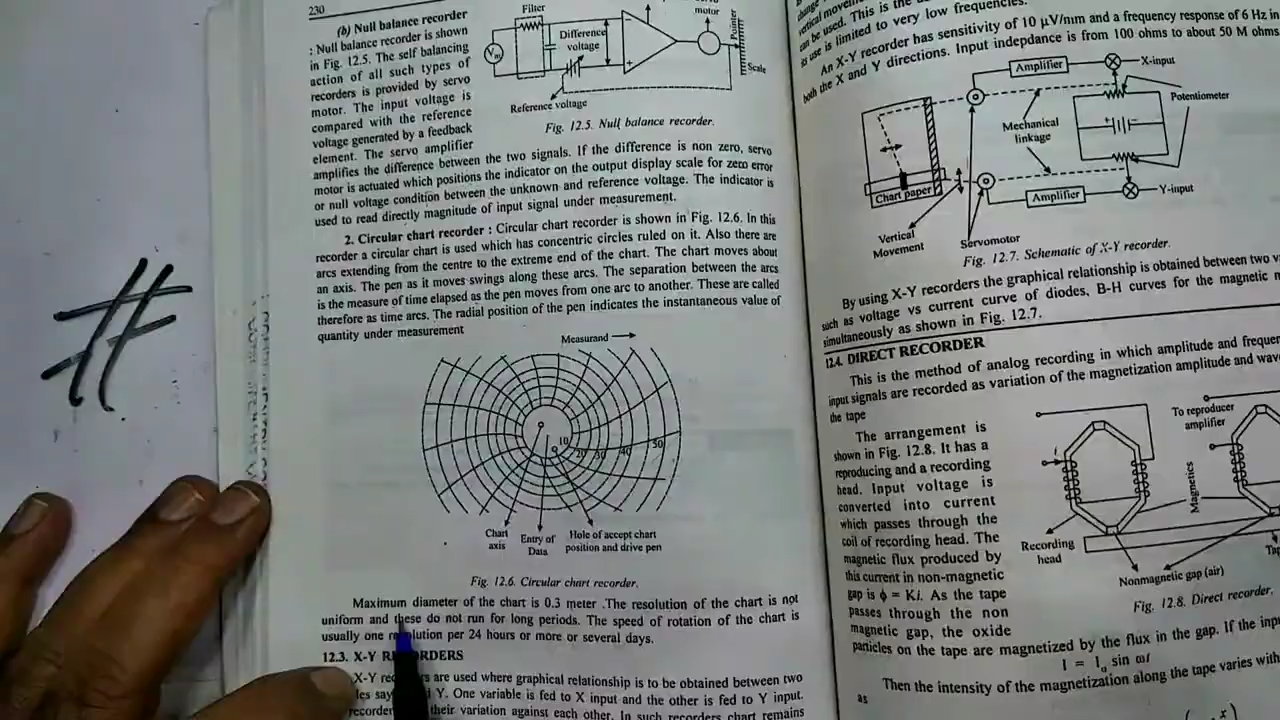 230
(b) Null balance recorder
: Null balance recorder is shown
in Fig. 12.5. The self balancing
action of all such types of
recorders is provided by servo
motor. The input voltage is
compared with the reference
voltage generated by a feedback
element. The servo amplifier
Filter
motor
Difference
voltage
Pointer
Scale
Reference voltage
Fig. 12.5. Null balance recorder.
amplifies the difference between the two signals. If the difference is non zero, servo
motor is actuated which positions the indicator on the output display scale for zero error
or null voltage condition between the unknown and reference voltage. The indicator is
used to read directly magnitude of input signal under measurement.
2. Circular chart recorder : Circular chart recorder is shown in Fig. 12.6. In this
recorder a circular chart is used which has concentric circles ruled on it. Also there are
arcs extending from the centre to the extreme end of the chart. The chart moves about
an axis. The pen as it moves swings along these arcs. The separation between the arcs
is the measure of time elapsed as the pen moves from one arc to another. These are called
therefore as time arcs. The radial position of the pen indicates the instantaneous value of
quantity under measurement
Measurand
10 20 30 40 50
Chart
axis
Entry of
Data
Hole of accept chart
position and drive pen
Fig. 12.6. Circular chart recorder.
Maximum diameter of the chart is 0.3 meter .The resolution of the chart is not
uniform and these do not run for long periods. The speed of rotation of the chart is
usually one lution per 24 hours or more or several days.
12.3. X-Y RECORDERS
X-Y rec rs are used where graphical relationship is to be obtained between two
les say d Y. One variable is fed to X input and the other is fed to Y input.
recorder their variation against each other. In such recorders chart remains
change
vertical movem
can be used. This is the
its use is limited to very low frequencies.
An X-Y recorder has sensitivity of 10 µV/mm and a frequency response of 6 Hz in
both the X and Y directions. Input indepdance is from 100 ohms to about 50 M ohms
Amplifier
X-input
Potentiometer
Mechanical
linkage
Chart paper
Amplifier
Y-input
Vertical
Movement
Servomotor
Fig. 12.7. Schematic of X-Y recorder.
By using X-Y recorders the graphical relationship is obtained between two v
such as voltage vs current curve of diodes, B-H curves for the magnetic m
simultaneously as shown in Fig. 12.7.
12.4. DIRECT RECORDER
This is the method of analog recording in which amplitude and frequen
input signals are recorded as variation of the magnetization amplitude and wave
the tape
The arrangement is
shown in Fig. 12.8. It has a
reproducing and a recording
head. Input voltage is
converted into current
which passes through the
coil of recording head. The
magnetic flux produced by
this current in non-magnetic
gap is ϕ = Ki. As the tape
passes through the non
magnetic gap, the oxide
To reproducer
amplifier
i
Magnetics
Recording
head
Nonmagnetic gap (air)
Fig. 12.8. Direct recorder.
particles on the tape are magnetized by the flux in the gap. If the inpu
Then the intensity of the magnetization along the tape varies with
as